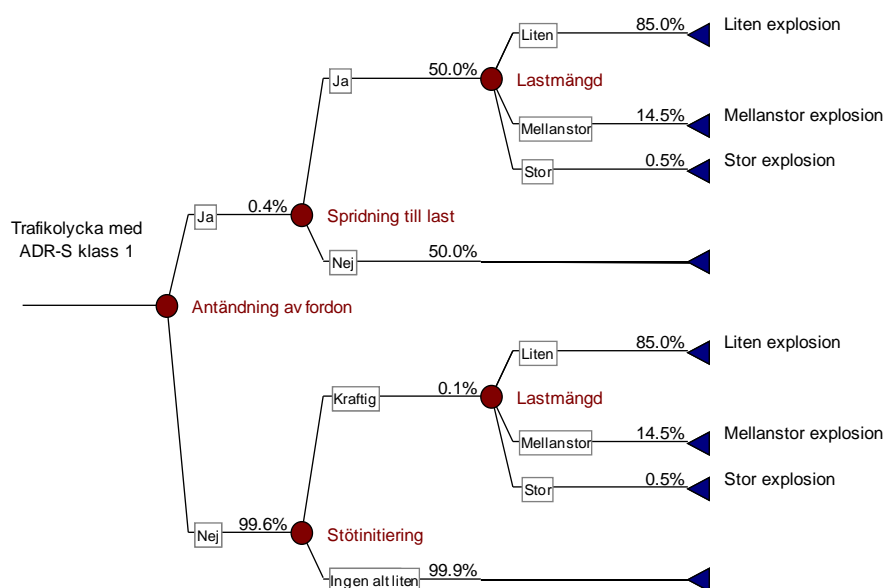 Liten
85.0%
Liten explosion
Ja
50.0%
Lastmängd
Mellanstor
14.5%
Mellanstor explosion
Stor
0.5%
Stor explosion
Trafikolycka med
ADR-S klass 1
Ja
0.4%
Spridning till last
Nej
50.0%
Antändning av fordon
Liten
85.0%
Liten explosion
Kraftig
0.1%
Lastmängd
Mellanstor
14.5%
Mellanstor explosion
Stor
0.5%
Stor explosion
Nej
99.6%
Stötinitiering
Ingen alt liten
99.9%